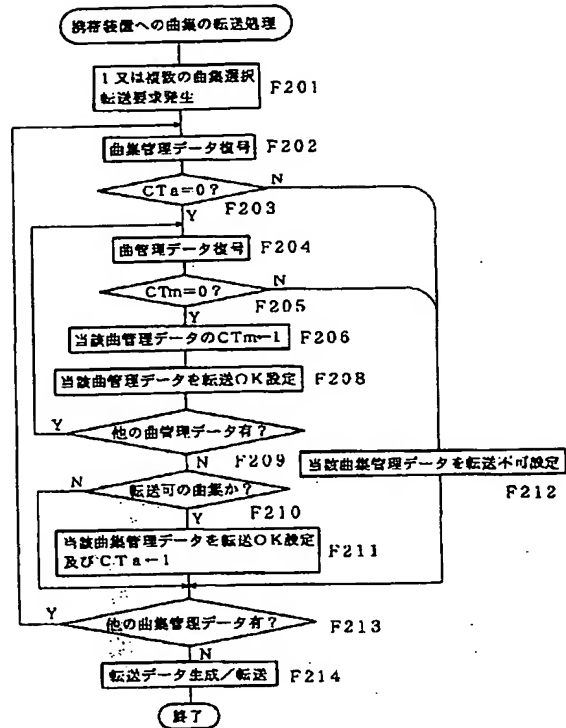 携帯装置への曲集の転送処理
1又は複数の曲集選択
転送要求発生
F201
曲集管理データ復号
F202
CTa=0?
N
Y
F203
曲管理データ復号
F204
CTm=0?
N
Y
F205
当該曲管理データのCTm←1
F206
当該曲管理データを転送OK設定
F208
Y
他の曲管理データ有?
N
F209
当該曲集管理データを転送不可設定
F212
N
転送可の曲集か?
Y
F210
当該曲集管理データを転送OK設定
及びCTa←1
F211
Y
他の曲集管理データ有?
F213
N
転送データ生成/転送
F214
終了